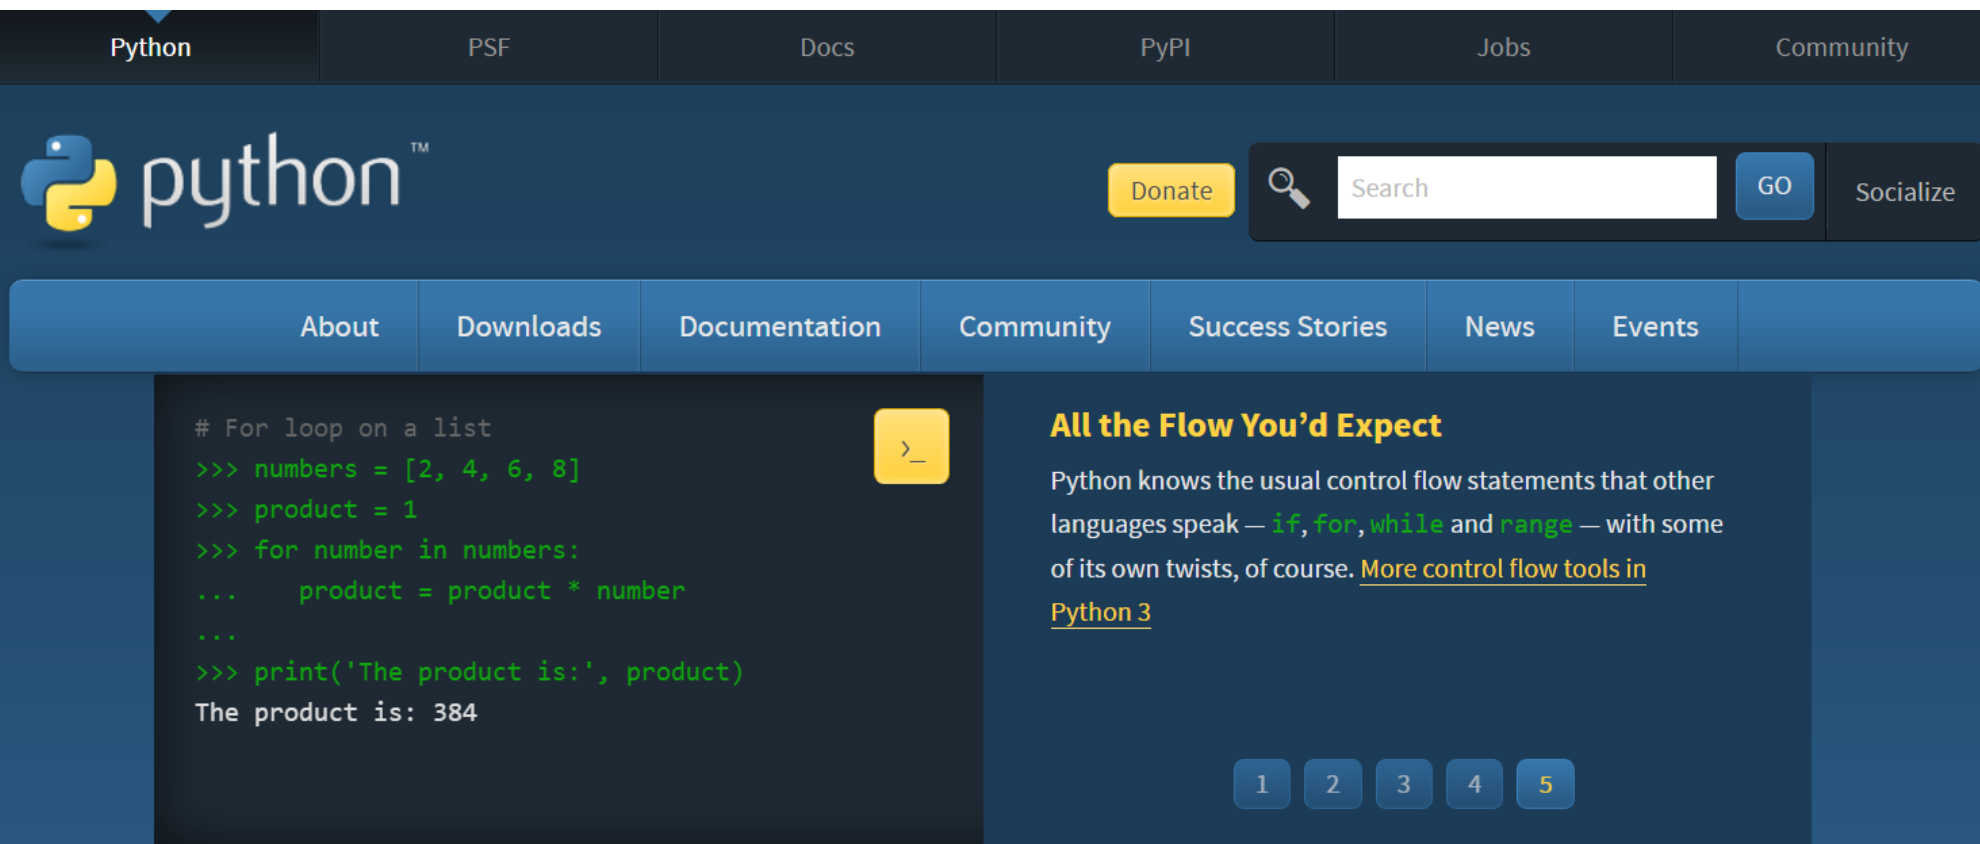 Python PSF Docs PyPI Jobs Community
python™
Donate Search GO Socialize
About Downloads Documentation Community Success Stories News Events
# For loop on a list
>>> numbers = [2, 4, 6, 8]
>>> product = 1
>>> for number in numbers:
...    product = product * number
...
>>> print('The product is:', product)
The product is: 384
>_
All the Flow You’d Expect
Python knows the usual control flow statements that other
languages speak — if, for, while and range — with some
of its own twists, of course. More control flow tools in
Python 3
1 2 3 4 5